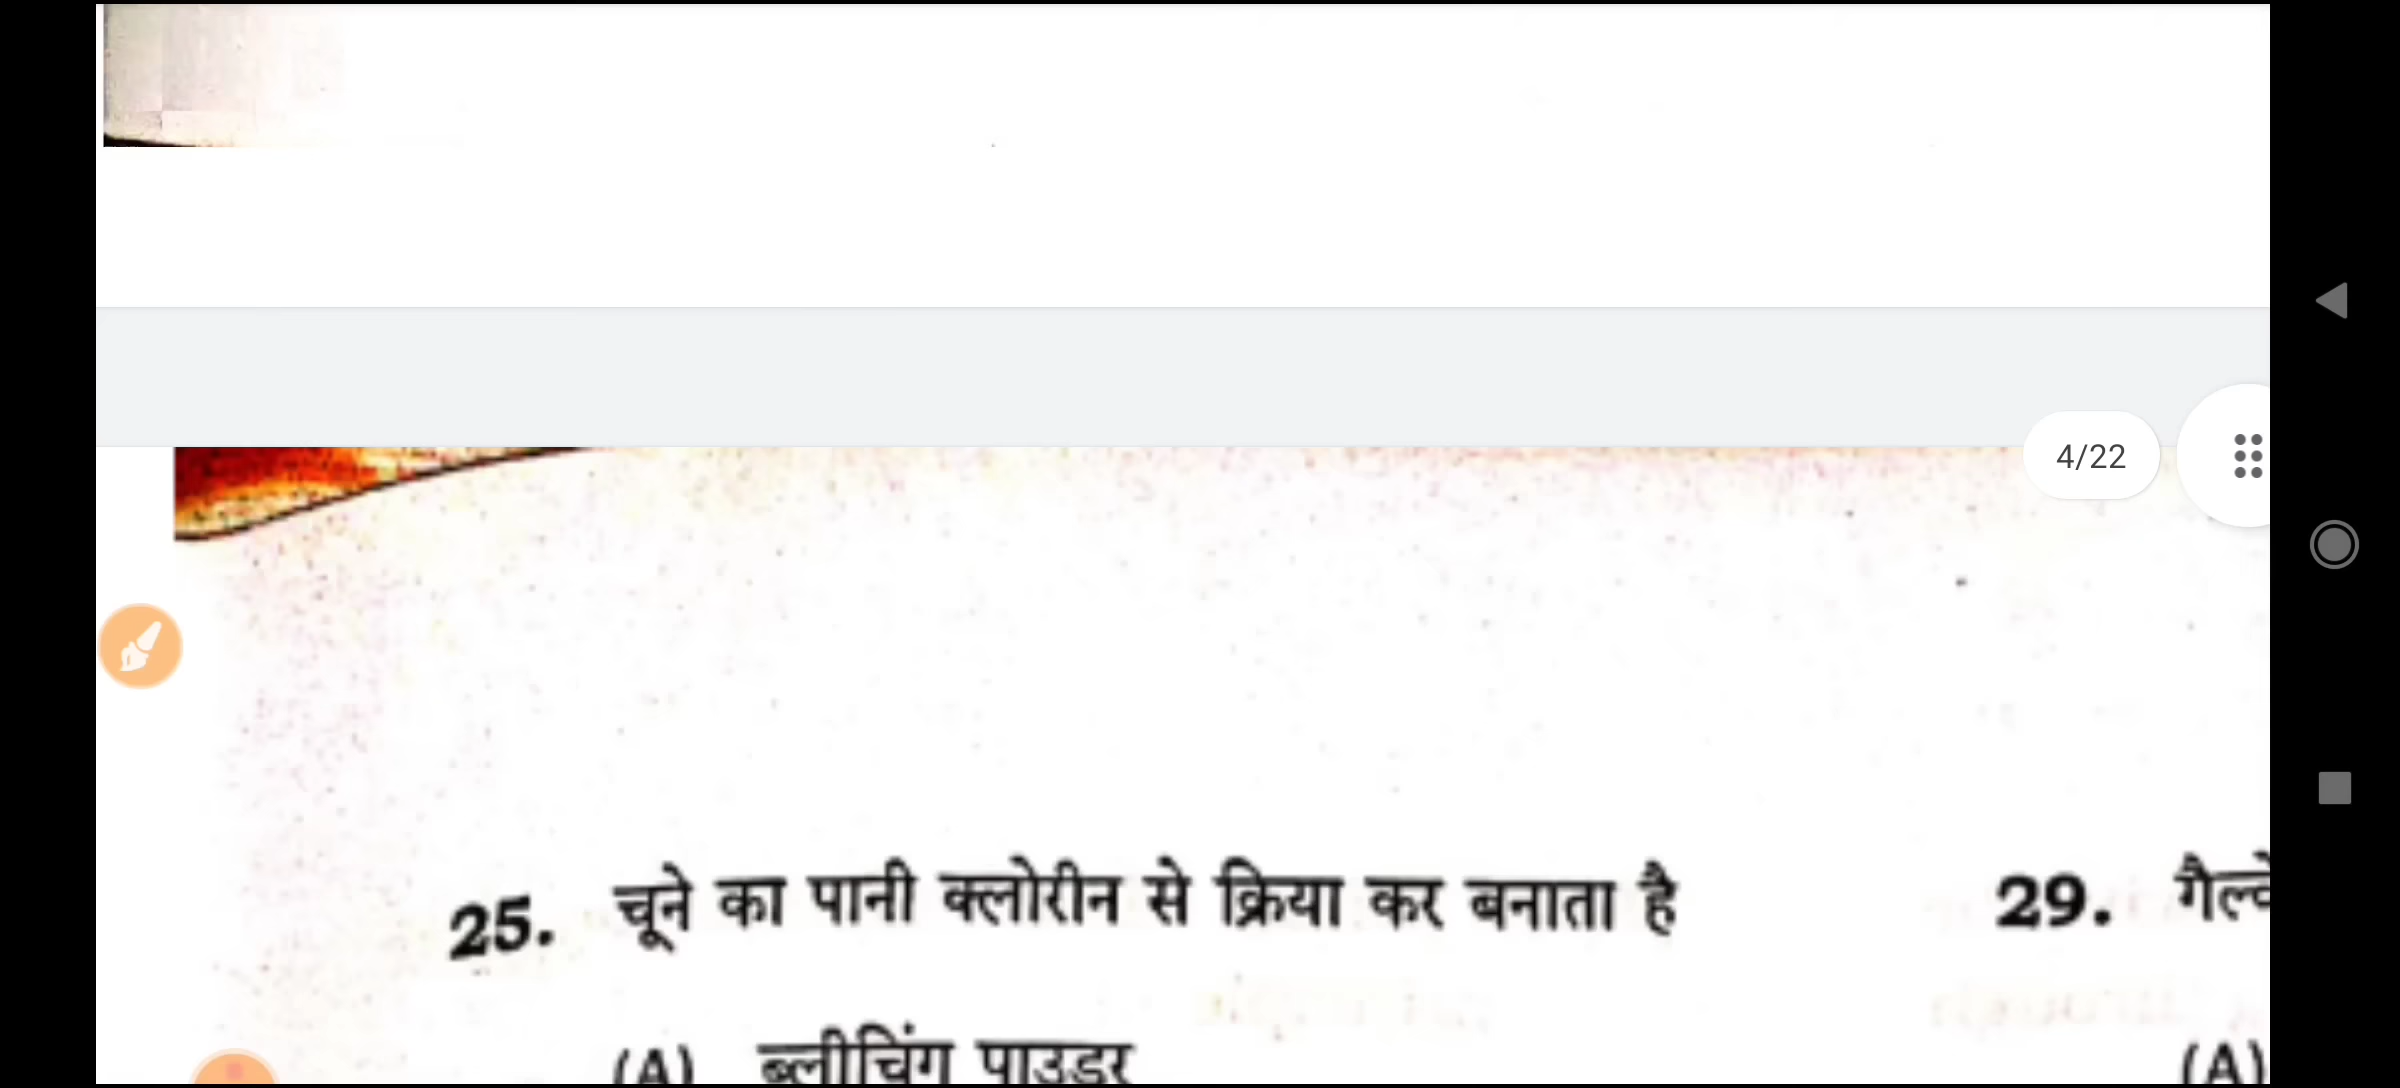 4/22
25. चूने का पानी क्लोरीन से क्रिया कर बनाता है
(A) ब्लीचिंग पाउडर
29.
(A)